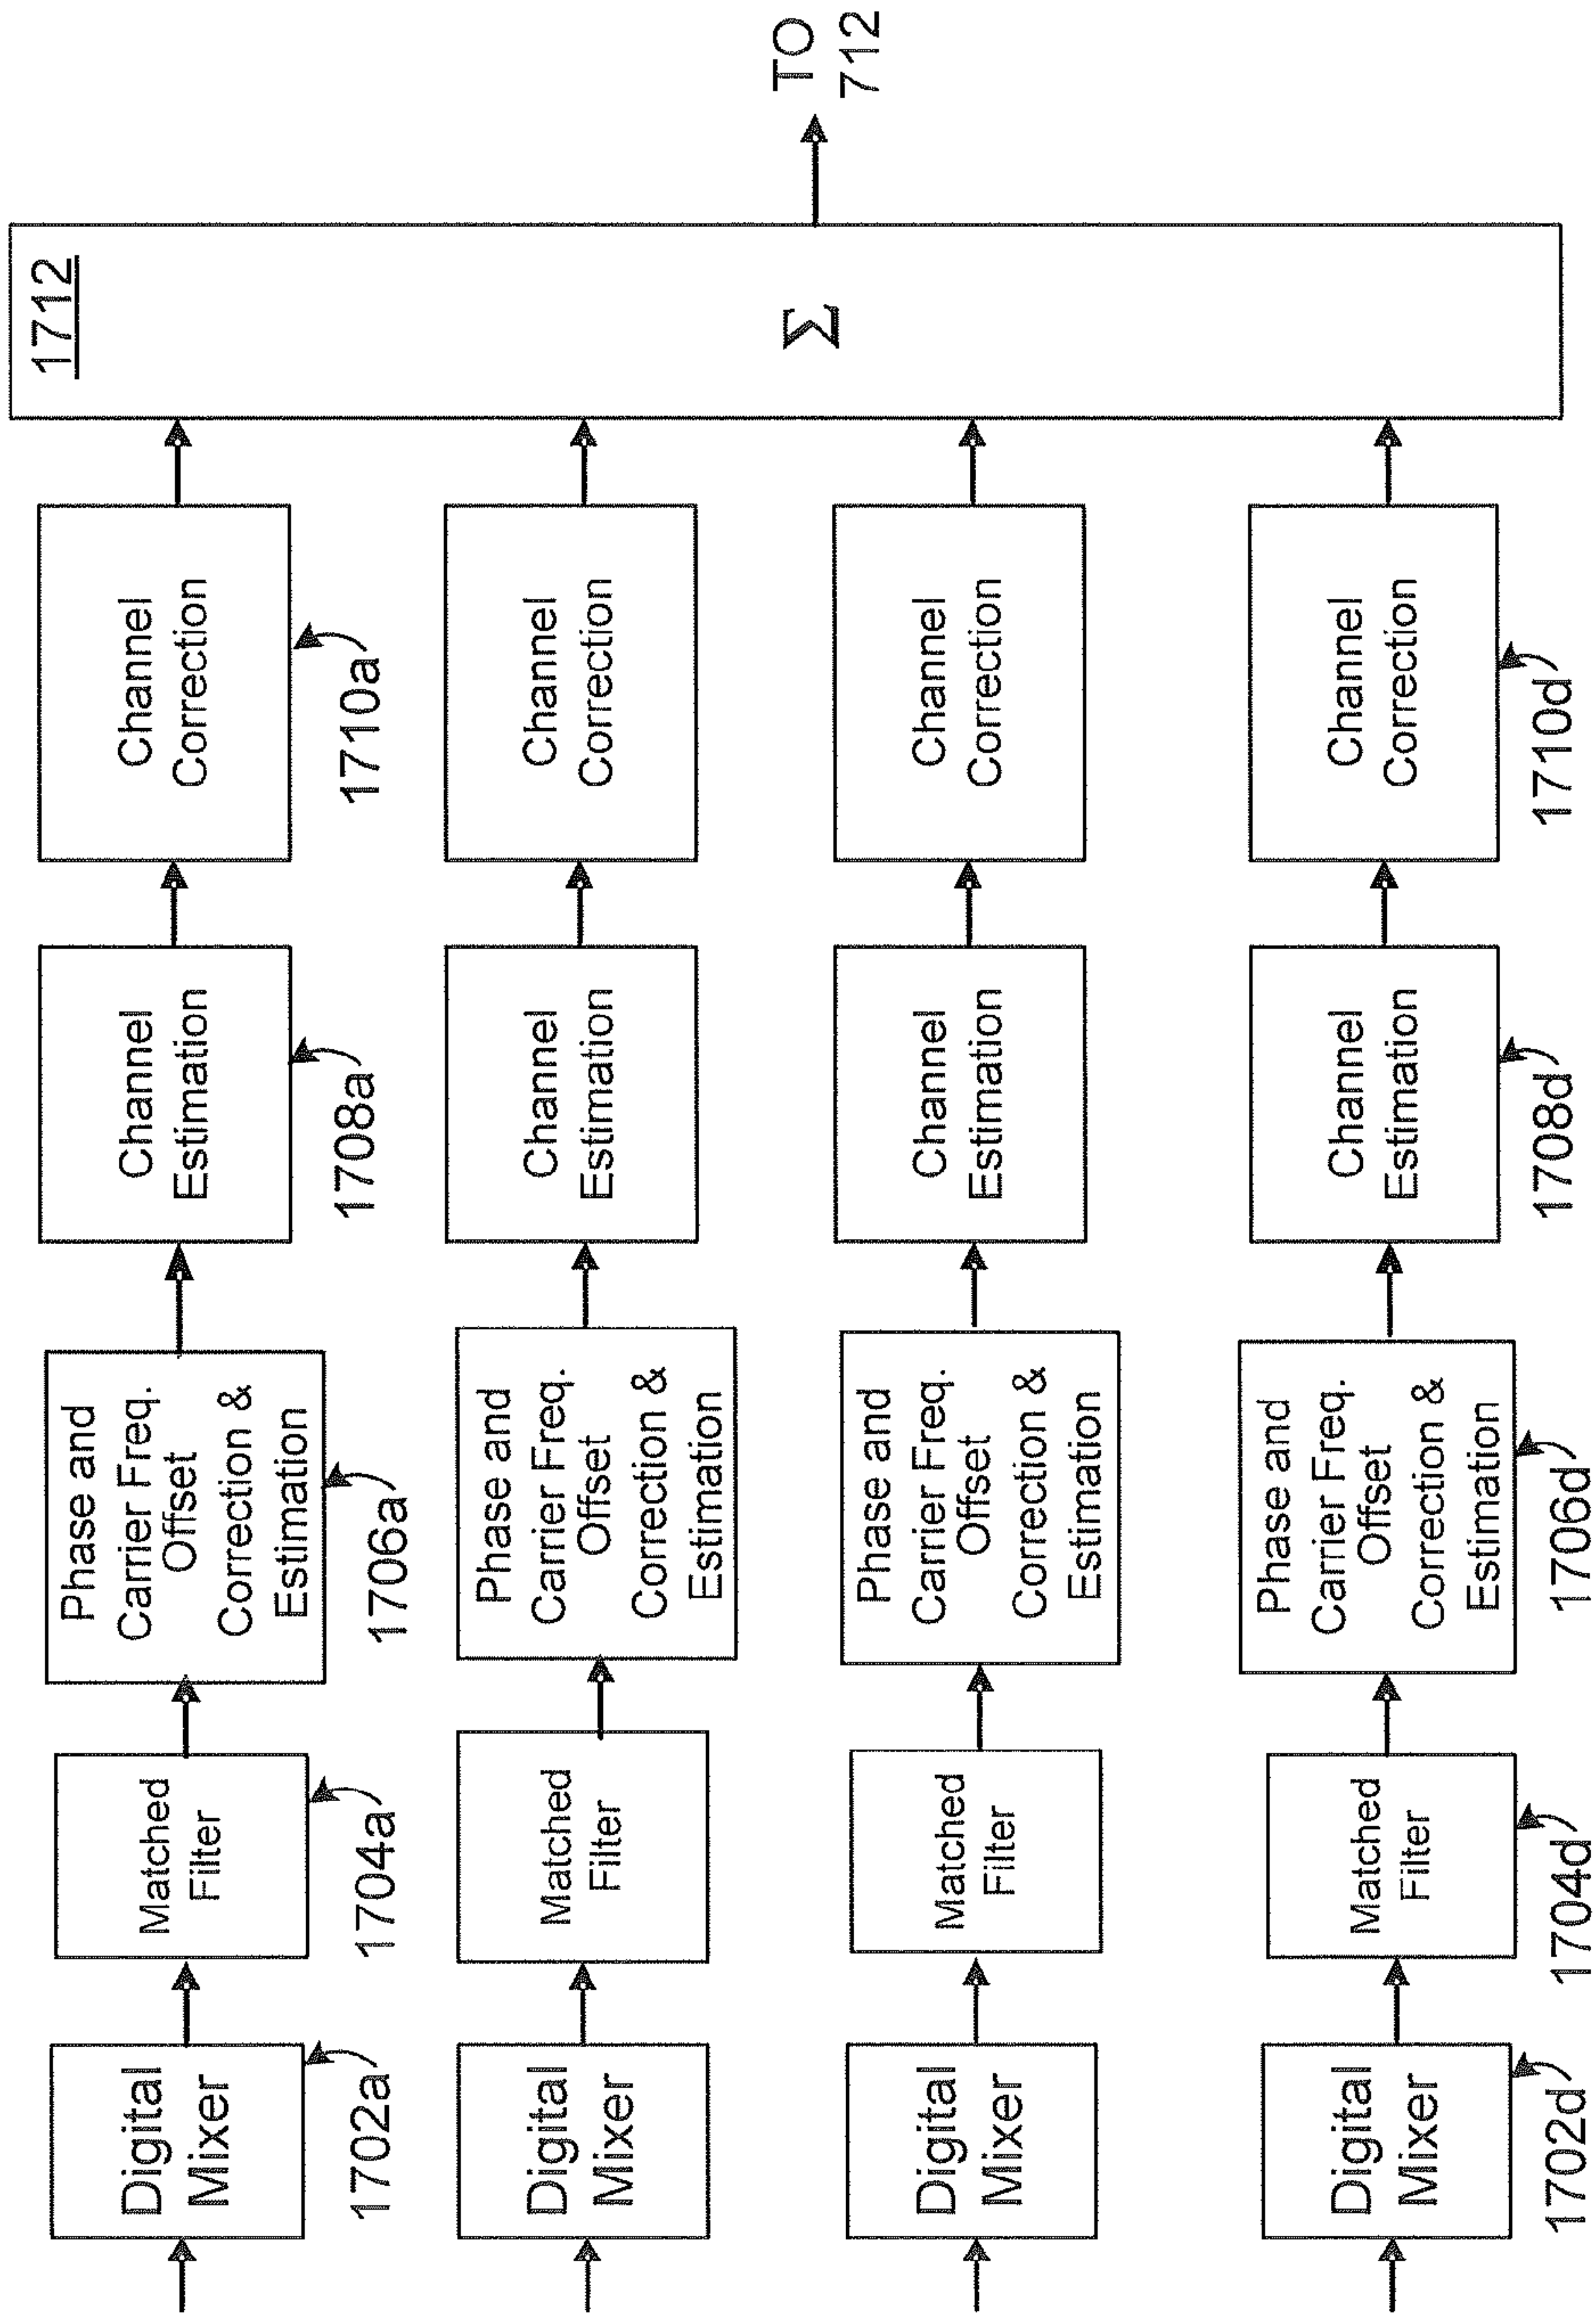 Digital
Mixer
1702a
Matched
Filter
1704a
Phase and
Carrier Freq.
Offset
Correction &
Estimation
1706a
Channel
Estimation
1708a
Channel
Correction
1710a
Digital
Mixer
Matched
Filter
Phase and
Carrier Freq.
Offset
Correction &
Estimation
Channel
Estimation
Channel
Correction
Digital
Mixer
Matched
Filter
Phase and
Carrier Freq.
Offset
Correction &
Estimation
Channel
Estimation
Channel
Correction
Digital
Mixer
1702d
Matched
Filter
1704d
Phase and
Carrier Freq.
Offset
Correction &
Estimation
1706d
Channel
Estimation
1708d
Channel
Correction
1710d
1712
Σ
TO
712